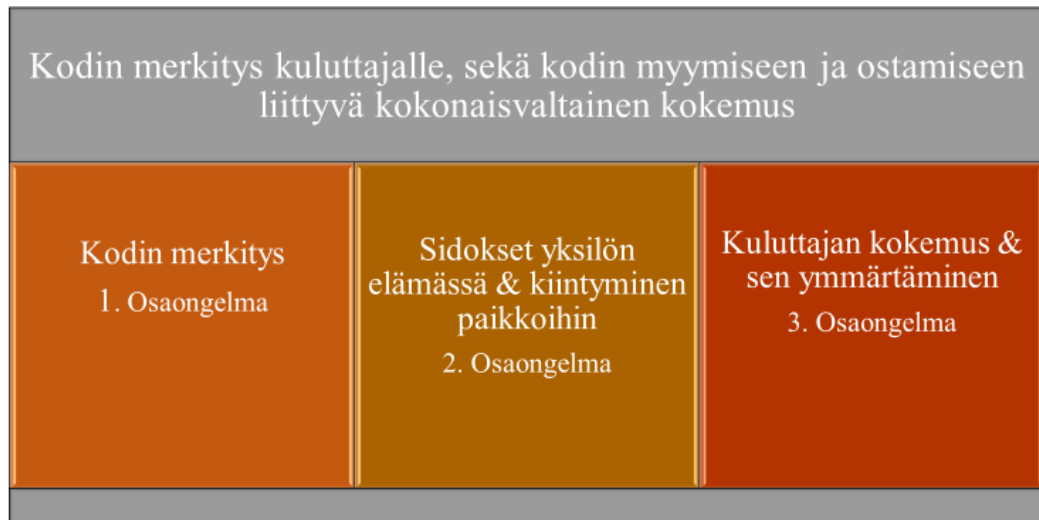 Kodin merkitys kuluttajalle, sekä kodin myymiseen ja ostamiseen
liittyvä kokonaisvaltainen kokemus
Kodin merkitys
1. Osaongelma
Sidokset yksilön
elämässä & kiintyminen
paikkoihin
2. Osaongelma
Kuluttajan kokemus &
sen ymmärtäminen
3. Osaongelma